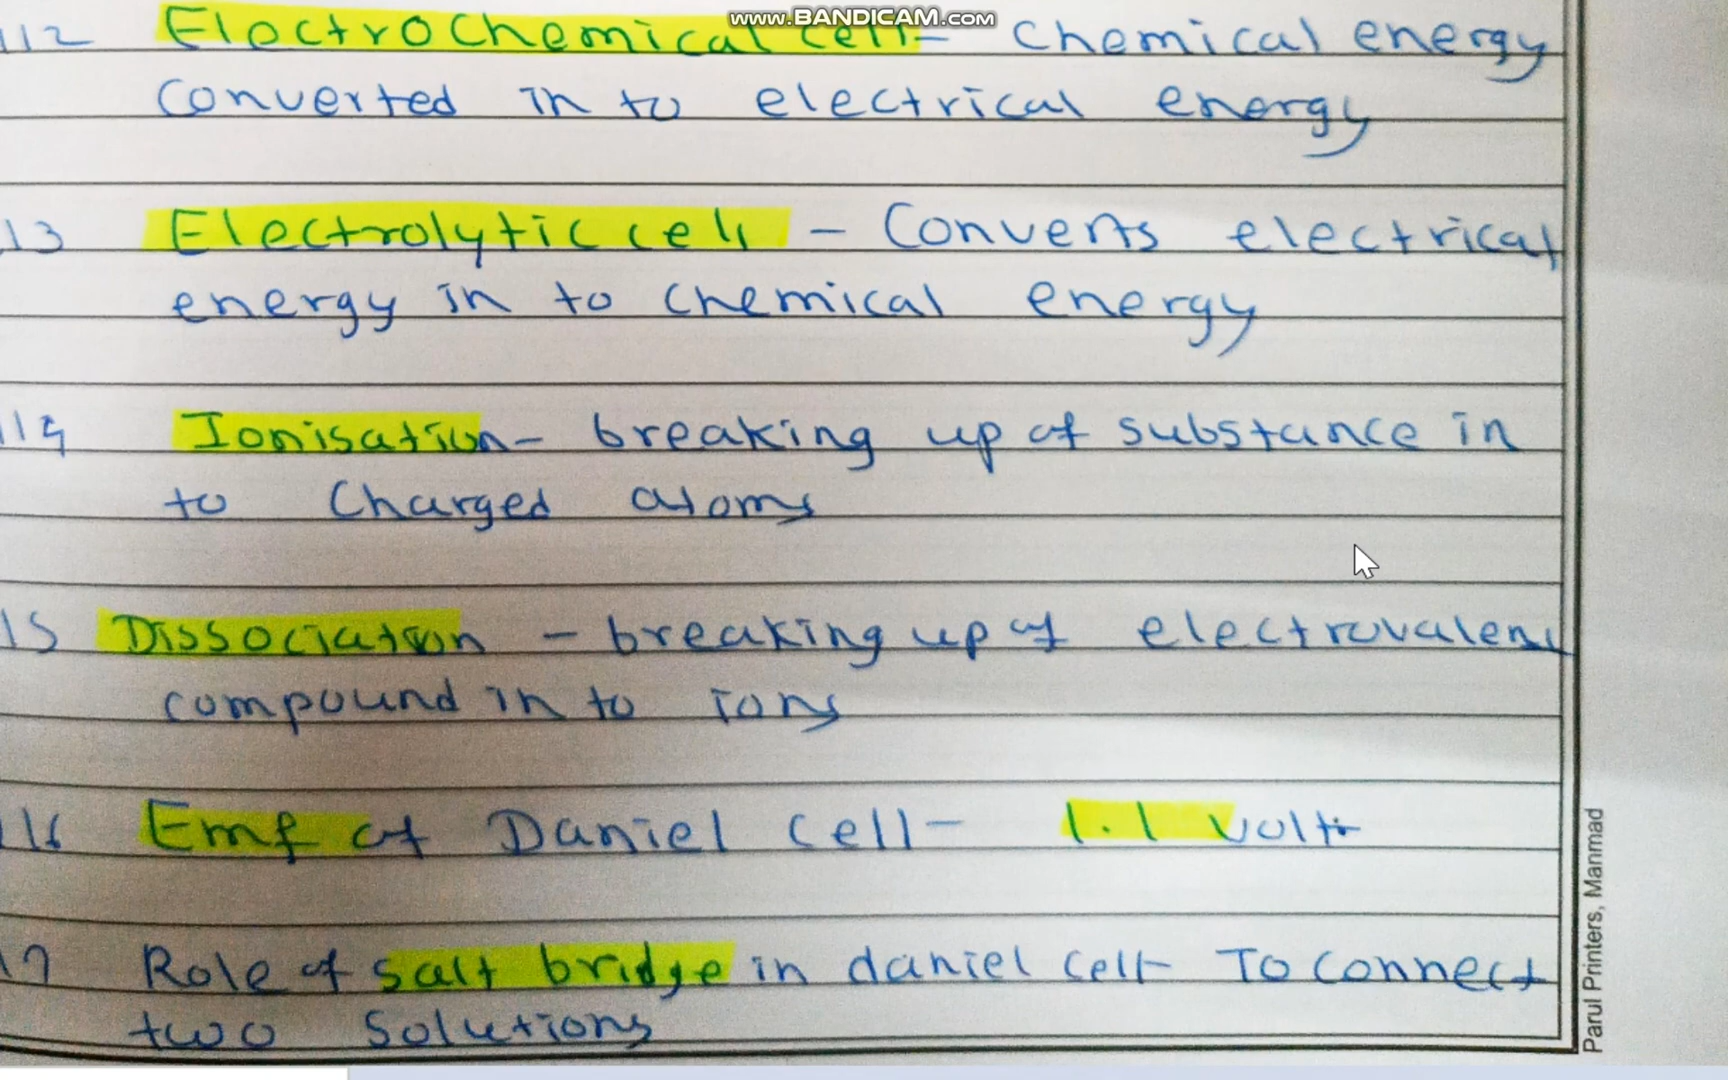 www.BANDICAM.com
112 Electrochemical cell- chemical energy
converted in to electrical energy
13 Electrolytic cell - Converts electrical
energy in to chemical energy
114 Ionisation- breaking up of substance in
to charged atoms
15 Dissociation - breaking up of electrovalent
compound in to ions
116 Emf of Daniel cell- 1.1 volt
17 Role of salt bridge in daniel cell- To connect
two solutions
Parul Printers, Manmad